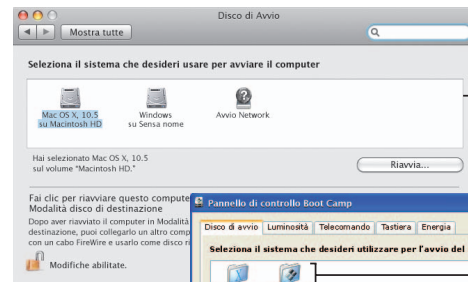 Disco di Avvio
Mostra tutte
Seleziona il sistema che desideri usare per avviare il computer
Mac OS X, 10.5
su Macintosh HD
Windows
su Sensa nome
Avvio Network
Hai selezionato Mac OS X, 10.5
sul volume "Macintosh HD."
Riavvia...
Fai clic per riavviare questo compute
Modalità disco di destinazione
Dopo aver riavviato il computer in Modalità
destinazione, puoi collegarlo un altro comp
con un cabo FireWire e usarlo come disco ri
Modifiche abilitate.
Pannello di controllo Boot Camp
Disco di avvio
Luminosità
Telecomando
Tastiera
Energia
Seleziona il sistema che desideri utilizzare per l'avvio del